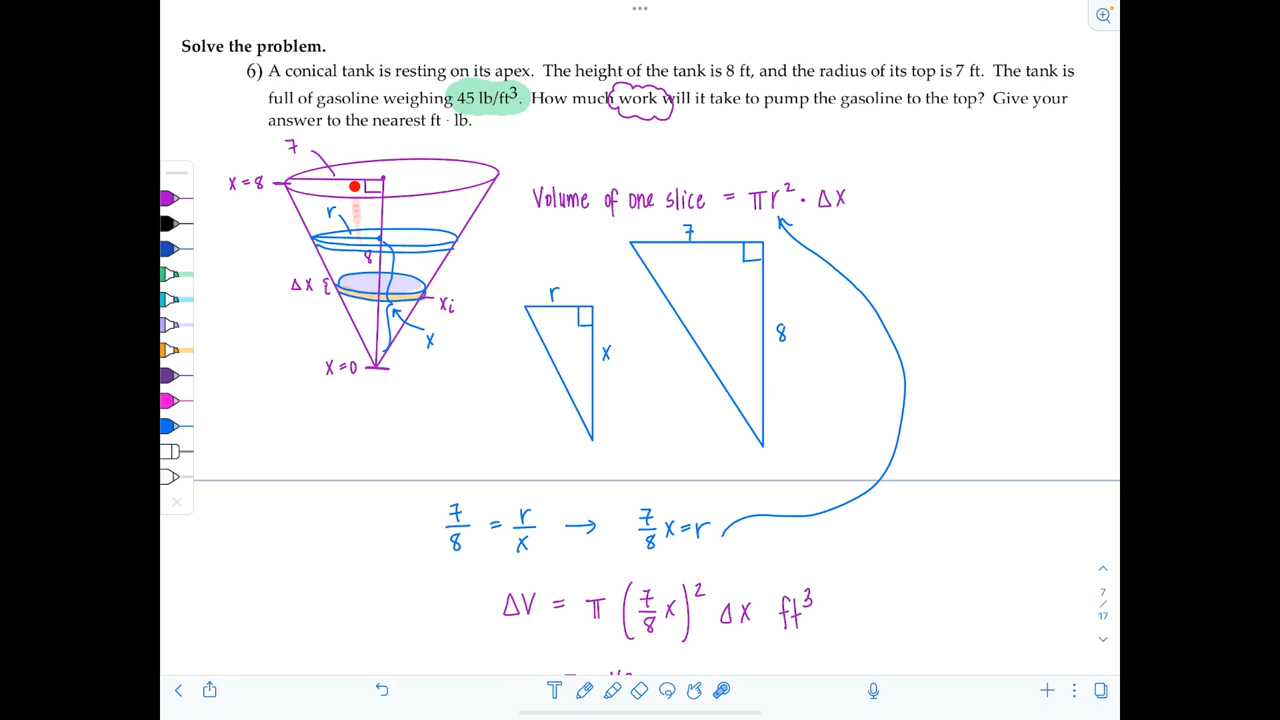 Solve the problem.
6) A conical tank is resting on its apex. The height of the tank is 8 ft, and the radius of its top is 7 ft. The tank is
full of gasoline weighing 45 lb/ft³. How much work will it take to pump the gasoline to the top? Give your
answer to the nearest ft · lb.
7
x=8
r
8
Δx {
xi
x
x=0
Volume of one slice = πr² · Δx
7
8
r
x
7/8 = r/x → 7/8 x = r
ΔV = π (7/8 x)² Δx ft³
7
/
17
T